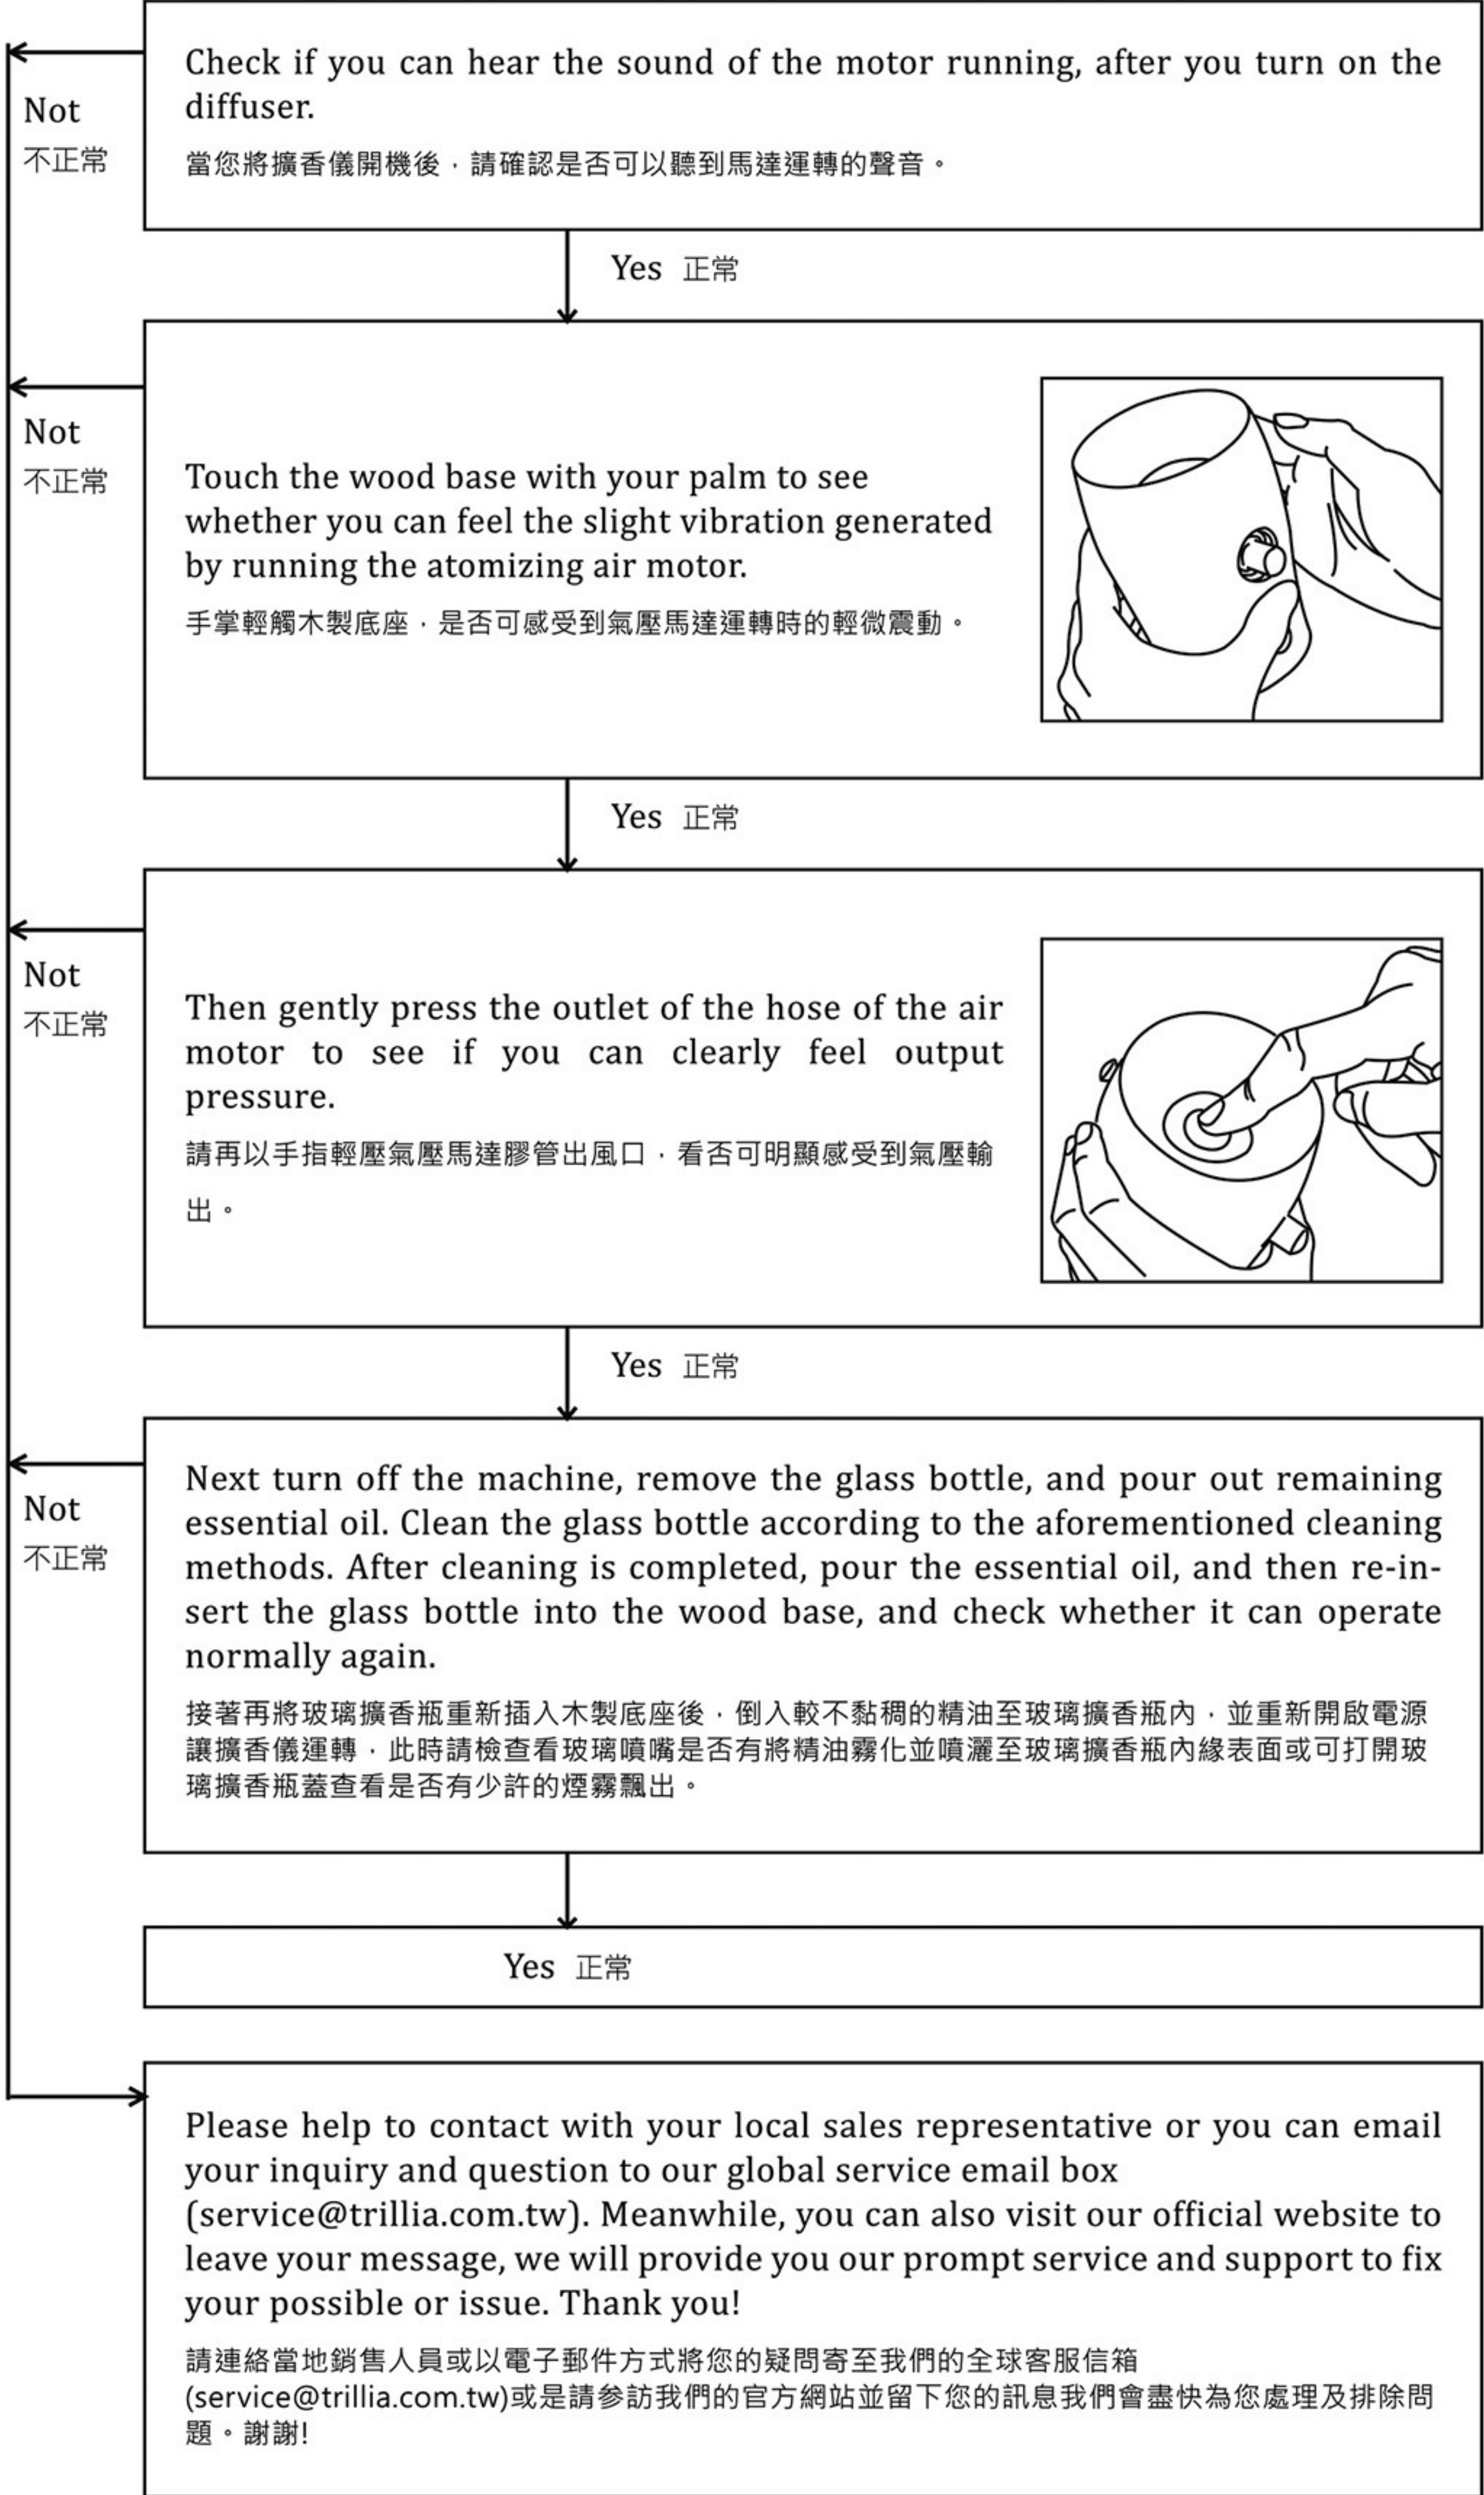 Check if you can hear the sound of the motor running, after you turn on the
diffuser.
當您將擴香儀開機後，請確認是否可以聽到馬達運轉的聲音。
Not
不正常
Yes 正常
Not
不正常
Touch the wood base with your palm to see
whether you can feel the slight vibration generated
by running the atomizing air motor.
手掌輕觸木製底座，是否可感受到氣壓馬達運轉時的輕微震動。
Yes 正常
Not
不正常
Then gently press the outlet of the hose of the air
motor to see if you can clearly feel output
pressure.
請再以手指輕壓氣壓馬達膠管出風口，看否可明顯感受到氣壓輸
出。
Yes 正常
Not
不正常
Next turn off the machine, remove the glass bottle, and pour out remaining
essential oil. Clean the glass bottle according to the aforementioned cleaning
methods. After cleaning is completed, pour the essential oil, and then re-in-
sert the glass bottle into the wood base, and check whether it can operate
normally again.
接著再將玻璃擴香瓶重新插入木製底座後，倒入較不黏稠的精油至玻璃擴香瓶內，並重新開啟電源
讓擴香儀運轉，此時請檢查看玻璃噴嘴是否有將精油霧化並噴灑至玻璃擴香瓶內緣表面或可打開玻
璃擴香瓶蓋查看是否有少許的煙霧飄出。
Yes 正常
Please help to contact with your local sales representative or you can email
your inquiry and question to our global service email box
(service@trillia.com.tw). Meanwhile, you can also visit our official website to
leave your message, we will provide you our prompt service and support to fix
your possible or issue. Thank you!
請連絡當地銷售人員或以電子郵件方式將您的疑問寄至我們的全球客服信箱
(service@trillia.com.tw)或是請參訪我們的官方網站並留下您的訊息我們會盡快為您處理及排除問
題。謝謝!